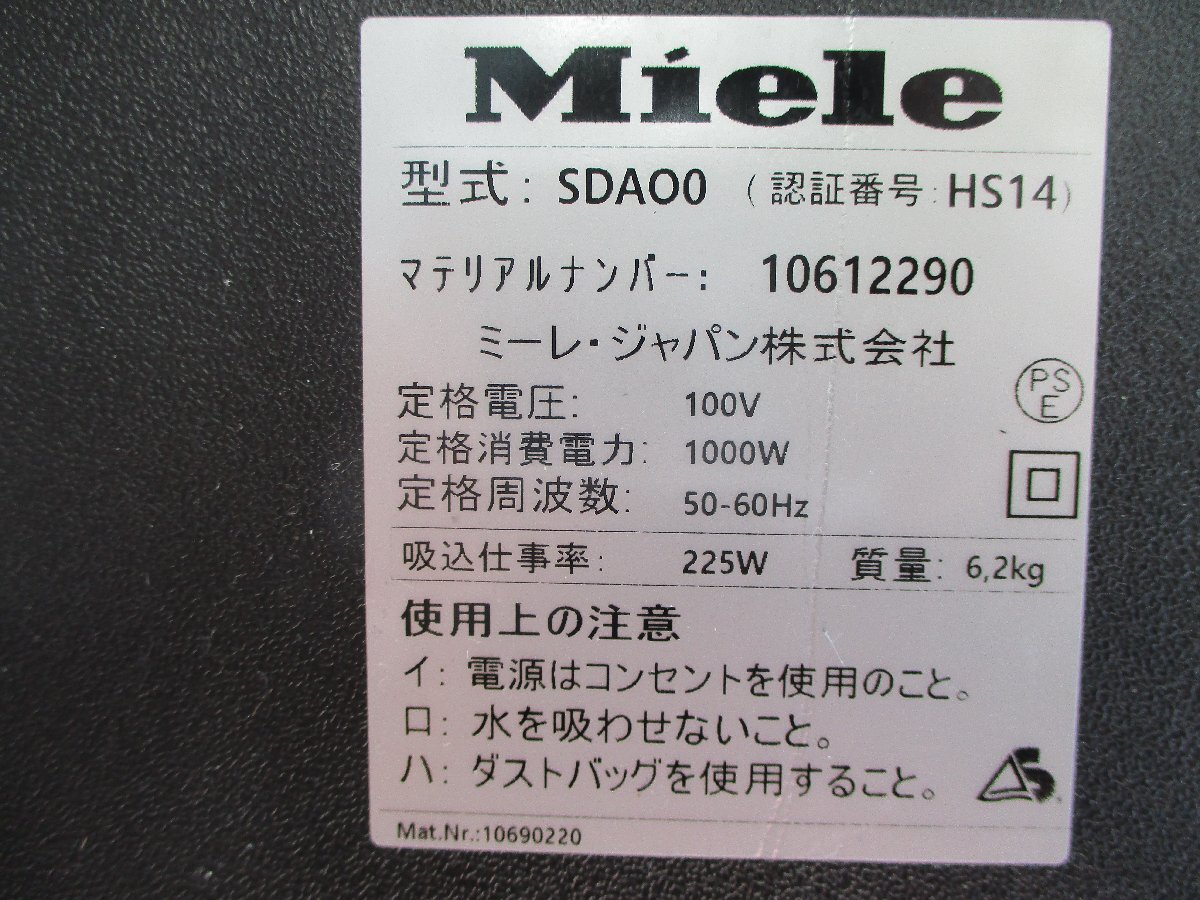 Miele
型式: SDAO0 (認証番号: HS14)
マテリアルナンバー: 10612290
ミーレ・ジャパン株式会社
PS
E
定格電圧: 100V
定格消費電力: 1000W
定格周波数: 50-60Hz
吸込仕事率: 225W 質量: 6,2kg
使用上の注意
イ: 電源はコンセントを使用のこと。
ロ: 水を吸わせないこと。
ハ: ダストバッグを使用すること。
Mat.Nr.:10690220